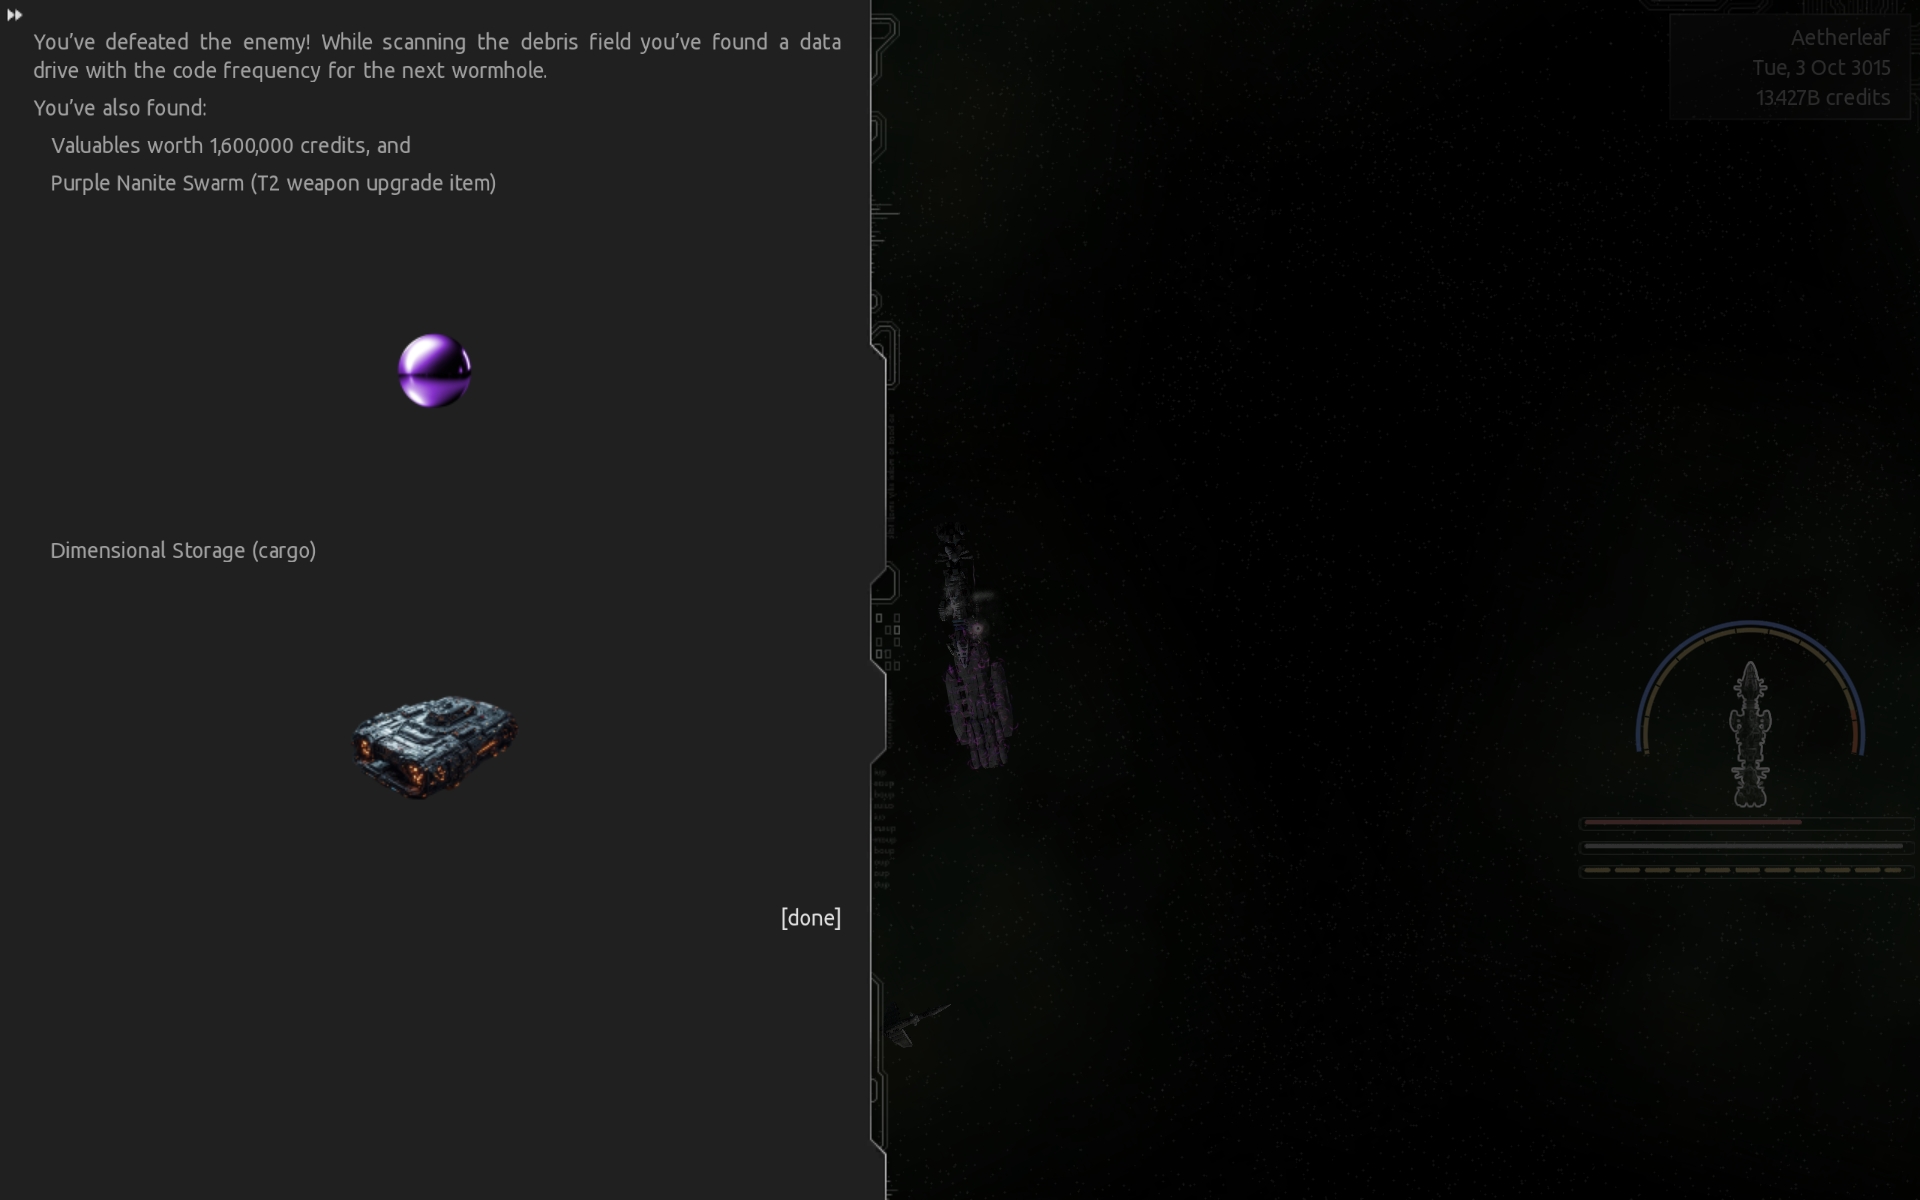 You've defeated the enemy! While scanning the debris field you've found a data
drive with the code frequency for the next wormhole.
You've also found:
Valuables worth 1,600,000 credits, and
Purple Nanite Swarm (T2 weapon upgrade item)
Dimensional Storage (cargo)
[done]
Aetherleaf
Tue, 3 Oct 3015
13.427B credits